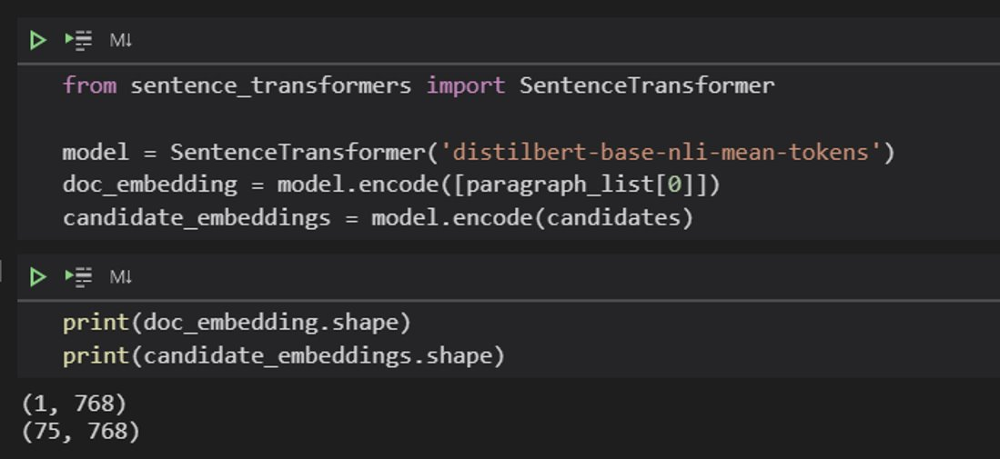 M↓
from sentence_transformers import SentenceTransformer
model = SentenceTransformer('distilbert-base-nli-mean-tokens')
doc_embedding = model.encode([paragraph_list[0]])
candidate_embeddings = model.encode(candidates)
M↓
print(doc_embedding.shape)
print(candidate_embeddings.shape)
(1, 768)
(75, 768)